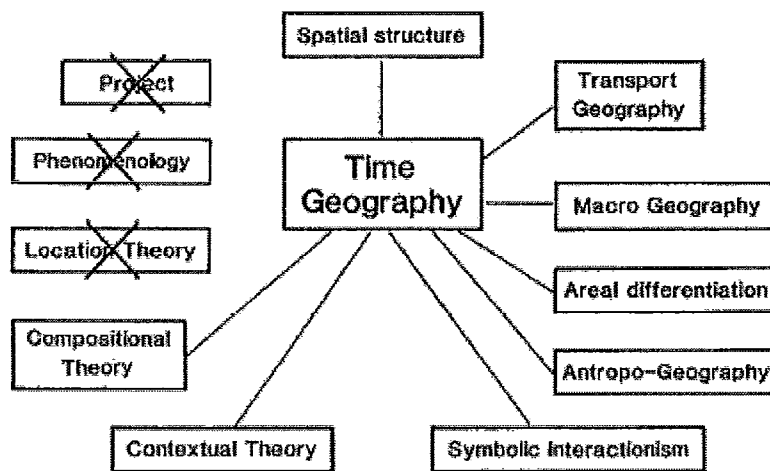 Spatial structure
Project
Transport
Geography
Phenomenology
Time
Geography
Macro Geography
Location Theory
Areal differentiation
Compositional
Theory
Antropo-Geography
Contextual Theory
Symbolic Interactionism